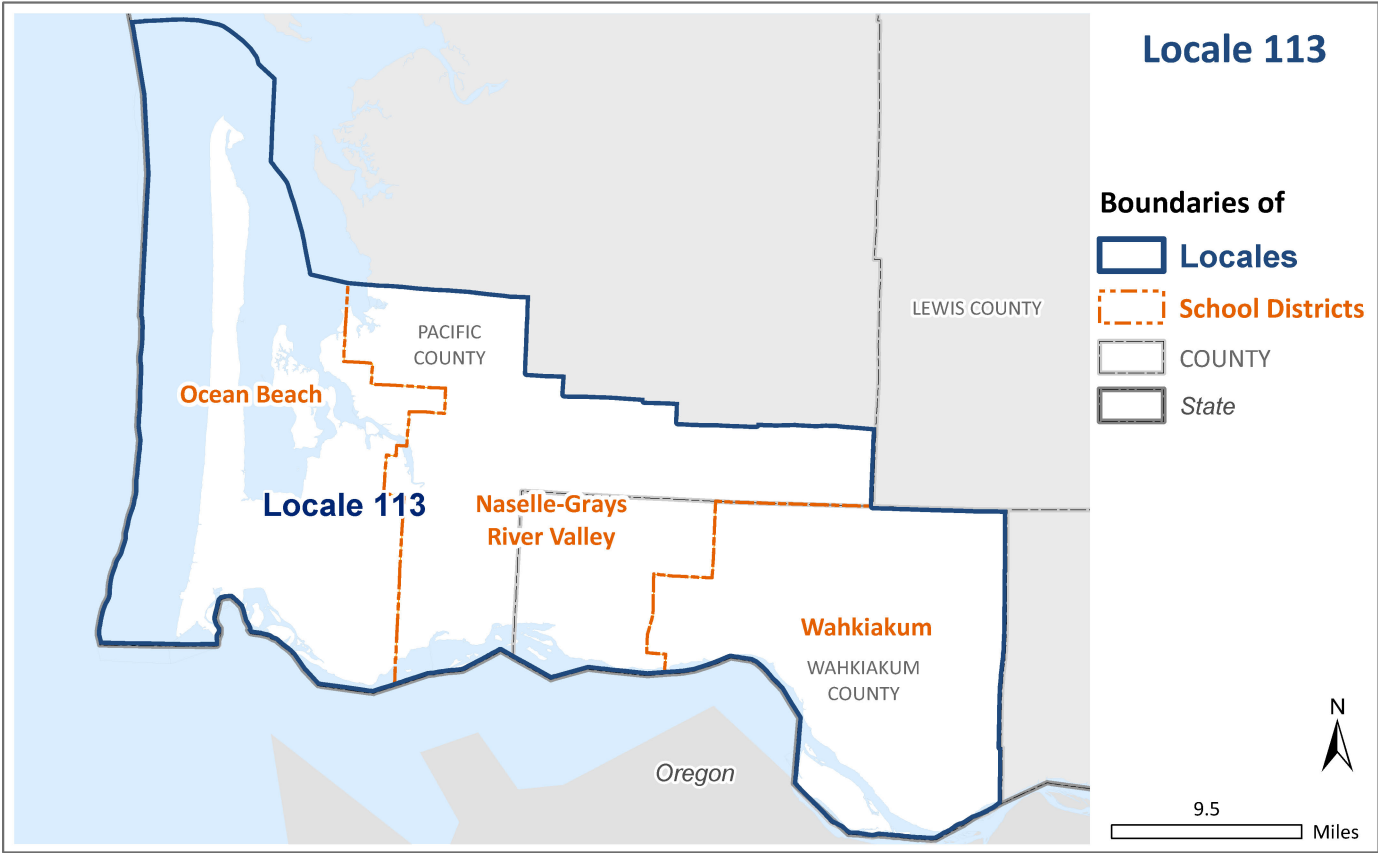 Locale 113
Boundaries of
Locales
School Districts
COUNTY
State
LEWIS COUNTY
PACIFIC
COUNTY
Ocean Beach
Locale 113
Naselle-Grays
River Valley
Wahkiakum
WAHKIAKUM
COUNTY
Oregon
N
9.5
Miles